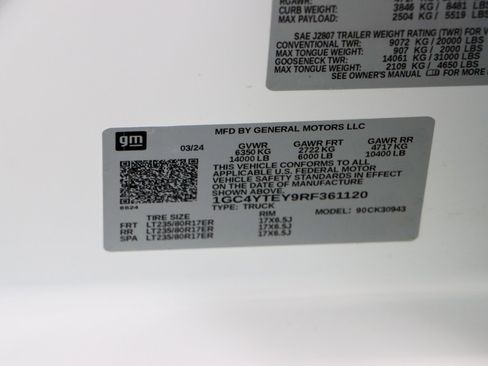 RGAWR:
CURB WEIGHT: 3846 KG / 8481 LBS
MAX PAYLOAD: 2504 KG / 5519 LBS
SAE J2807 TRAILER WEIGHT RATING (TWR) FOR V
CONVENTIONAL TWR: 9072 KG / 20000 LBS
MAX TONGUE: 907 KG / 2000 LBS
GOOSENECK TWR: 14061 KG / 31000 LBS
MAX TONGUE: 2109 KG / 4650 LBS
SEE OWNER'S MANUAL FOR MORE
gm
MFD BY GENERAL MOTORS LLC
03/24 GVWR GAWR FRT GAWR RR
6350 KG 2722 KG 4717 KG
14000 LB 6000 LB 10400 LB
THIS VEHICLE CONFORMS TO ALL
APPLICABLE U.S. FEDERAL MOTOR
VEHICLE SAFETY STANDARDS IN
EFFECT ON THE DATE OF
MANUFACTURE SHOWN ABOVE.
1GC4YTEY9RF361120
TYPE: TRUCK
TIRE SIZE RIM MODEL: 90CK30943
FRT LT235/80R17ER 17X6.5J
RR LT235/80R17ER 17X6.5J
SPA LT235/80R17ER 17X6.5J